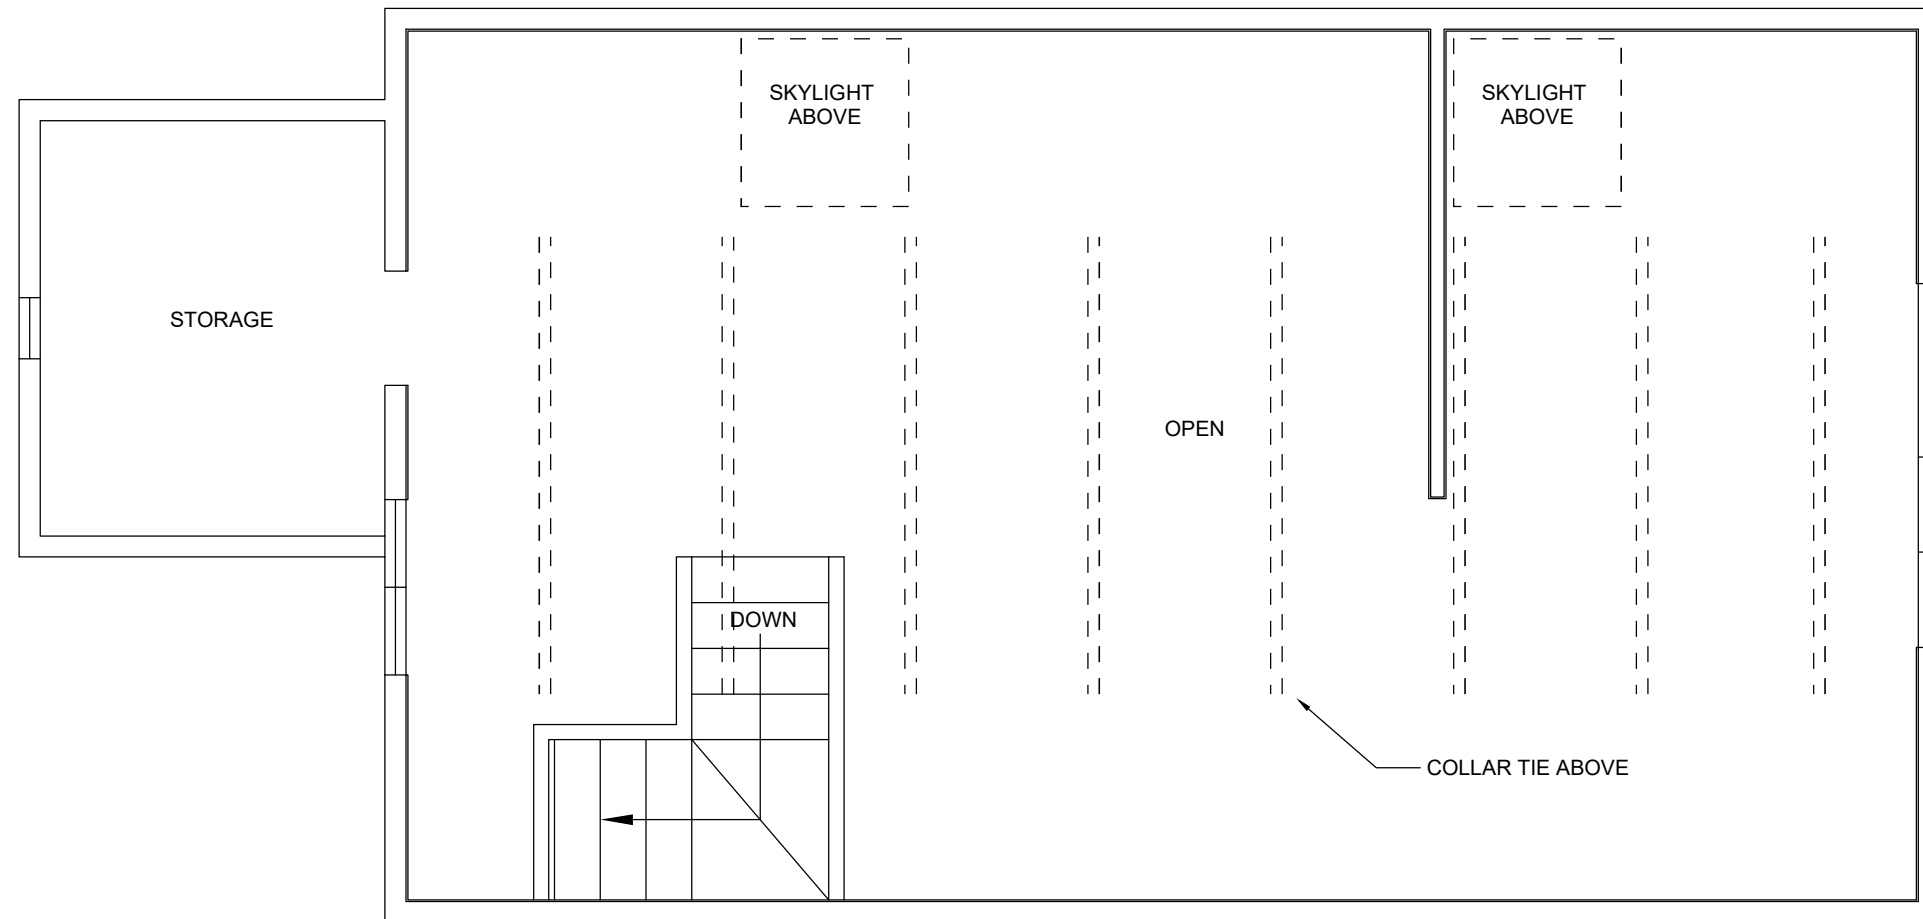 SKYLIGHT
ABOVE
SKYLIGHT
ABOVE
STORAGE
OPEN
DOWN
COLLAR TIE ABOVE